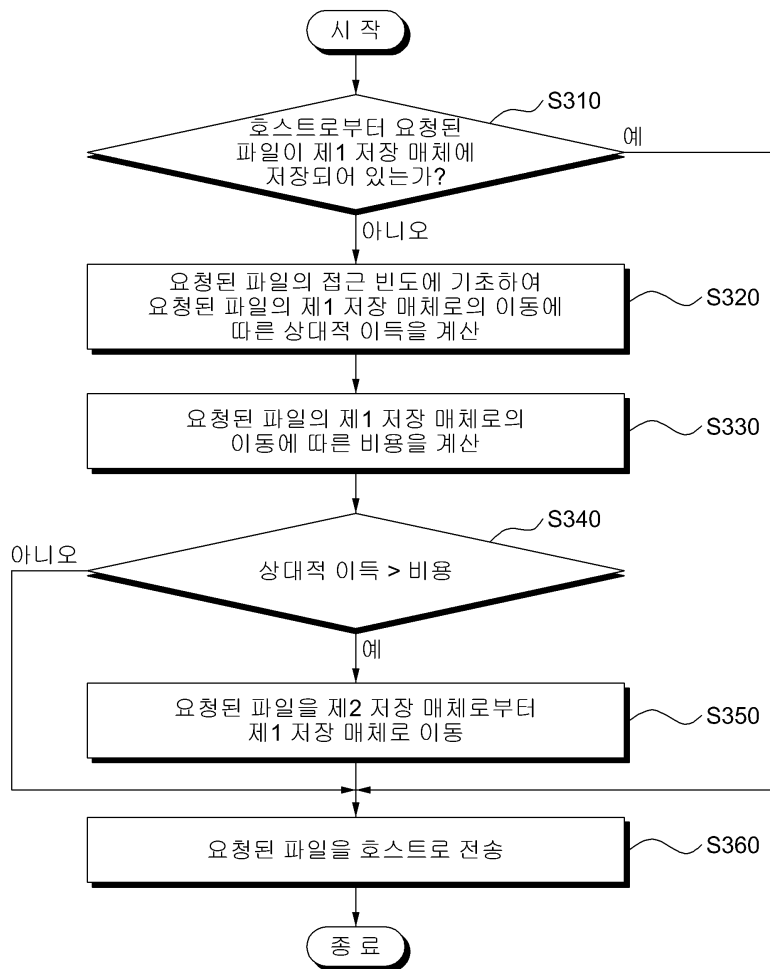 시 작
S310
호스트로부터 요청된
파일이 제1 저장 매체에
저장되어 있는가?
예
아니오
요청된 파일의 접근 빈도에 기초하여
요청된 파일의 제1 저장 매체로의 이동에
따른 상대적 이득을 계산
S320
요청된 파일의 제1 저장 매체로의
이동에 따른 비용을 계산
S330
S340
아니오
상대적 이득 > 비용
예
요청된 파일을 제2 저장 매체로부터
제1 저장 매체로 이동
S350
요청된 파일을 호스트로 전송
S360
종 료